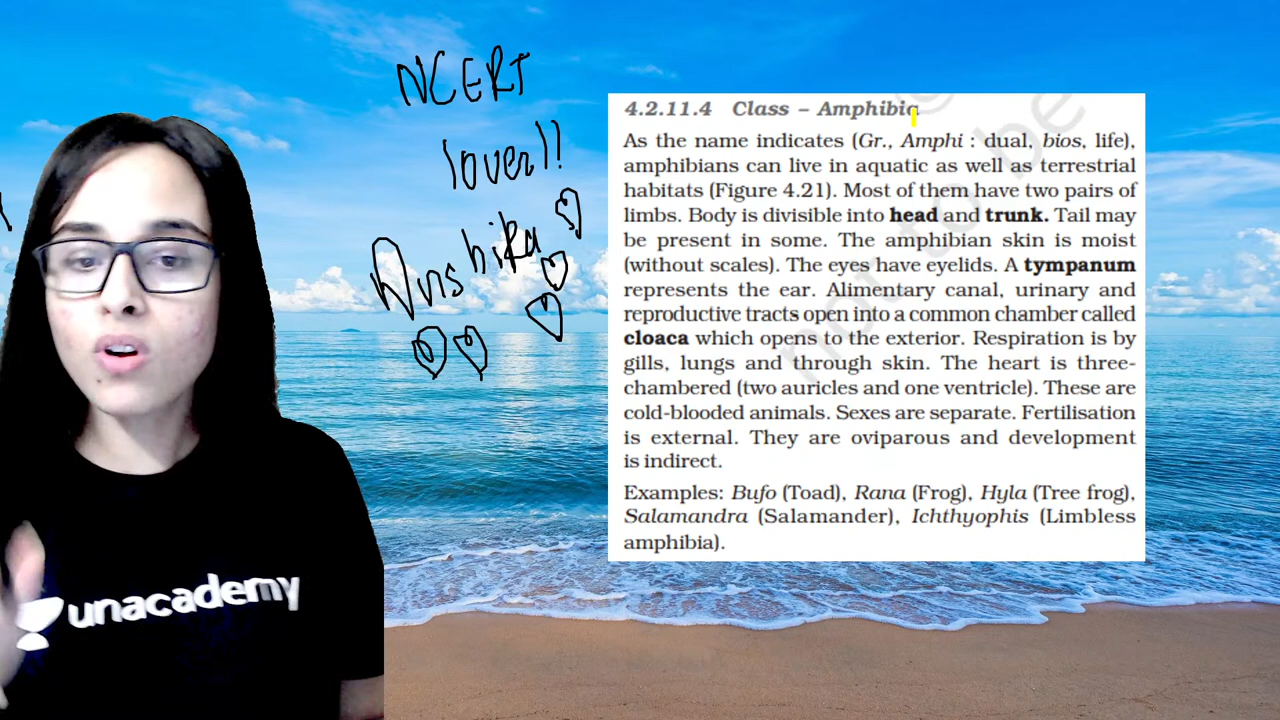 NCERT
lover!!
Anshika
unacademy
4.2.11.4 Class – Amphibia
As the name indicates (Gr., Amphi : dual, bios, life),
amphibians can live in aquatic as well as terrestrial
habitats (Figure 4.21). Most of them have two pairs of
limbs. Body is divisible into head and trunk. Tail may
be present in some. The amphibian skin is moist
(without scales). The eyes have eyelids. A tympanum
represents the ear. Alimentary canal, urinary and
reproductive tracts open into a common chamber called
cloaca which opens to the exterior. Respiration is by
gills, lungs and through skin. The heart is three-
chambered (two auricles and one ventricle). These are
cold-blooded animals. Sexes are separate. Fertilisation
is external. They are oviparous and development
is indirect.
Examples: Bufo (Toad), Rana (Frog), Hyla (Tree frog),
Salamandra (Salamander), Ichthyophis (Limbless
amphibia).
not to be